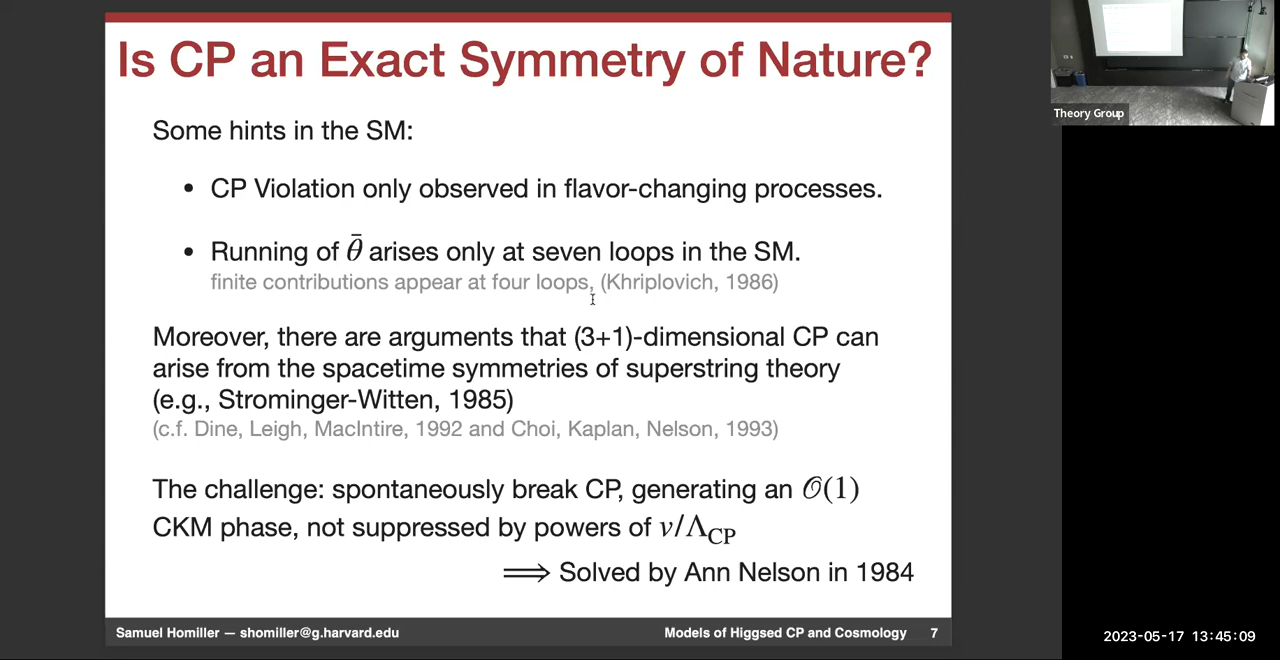 Is CP an Exact Symmetry of Nature?
Some hints in the SM:
• CP Violation only observed in flavor-changing processes.
• Running of θ̄ arises only at seven loops in the SM.
finite contributions appear at four loops, (Khriplovich, 1986)
Moreover, there are arguments that (3+1)-dimensional CP can
arise from the spacetime symmetries of superstring theory
(e.g., Strominger-Witten, 1985)
(c.f. Dine, Leigh, MacIntire, 1992 and Choi, Kaplan, Nelson, 1993)
The challenge: spontaneously break CP, generating an 𝒪(1)
CKM phase, not suppressed by powers of v/Λ_CP
⟹ Solved by Ann Nelson in 1984
Samuel Homiller — shomiller@g.harvard.edu
Models of Higgsed CP and Cosmology 7
Theory Group
2023-05-17 13:45:09